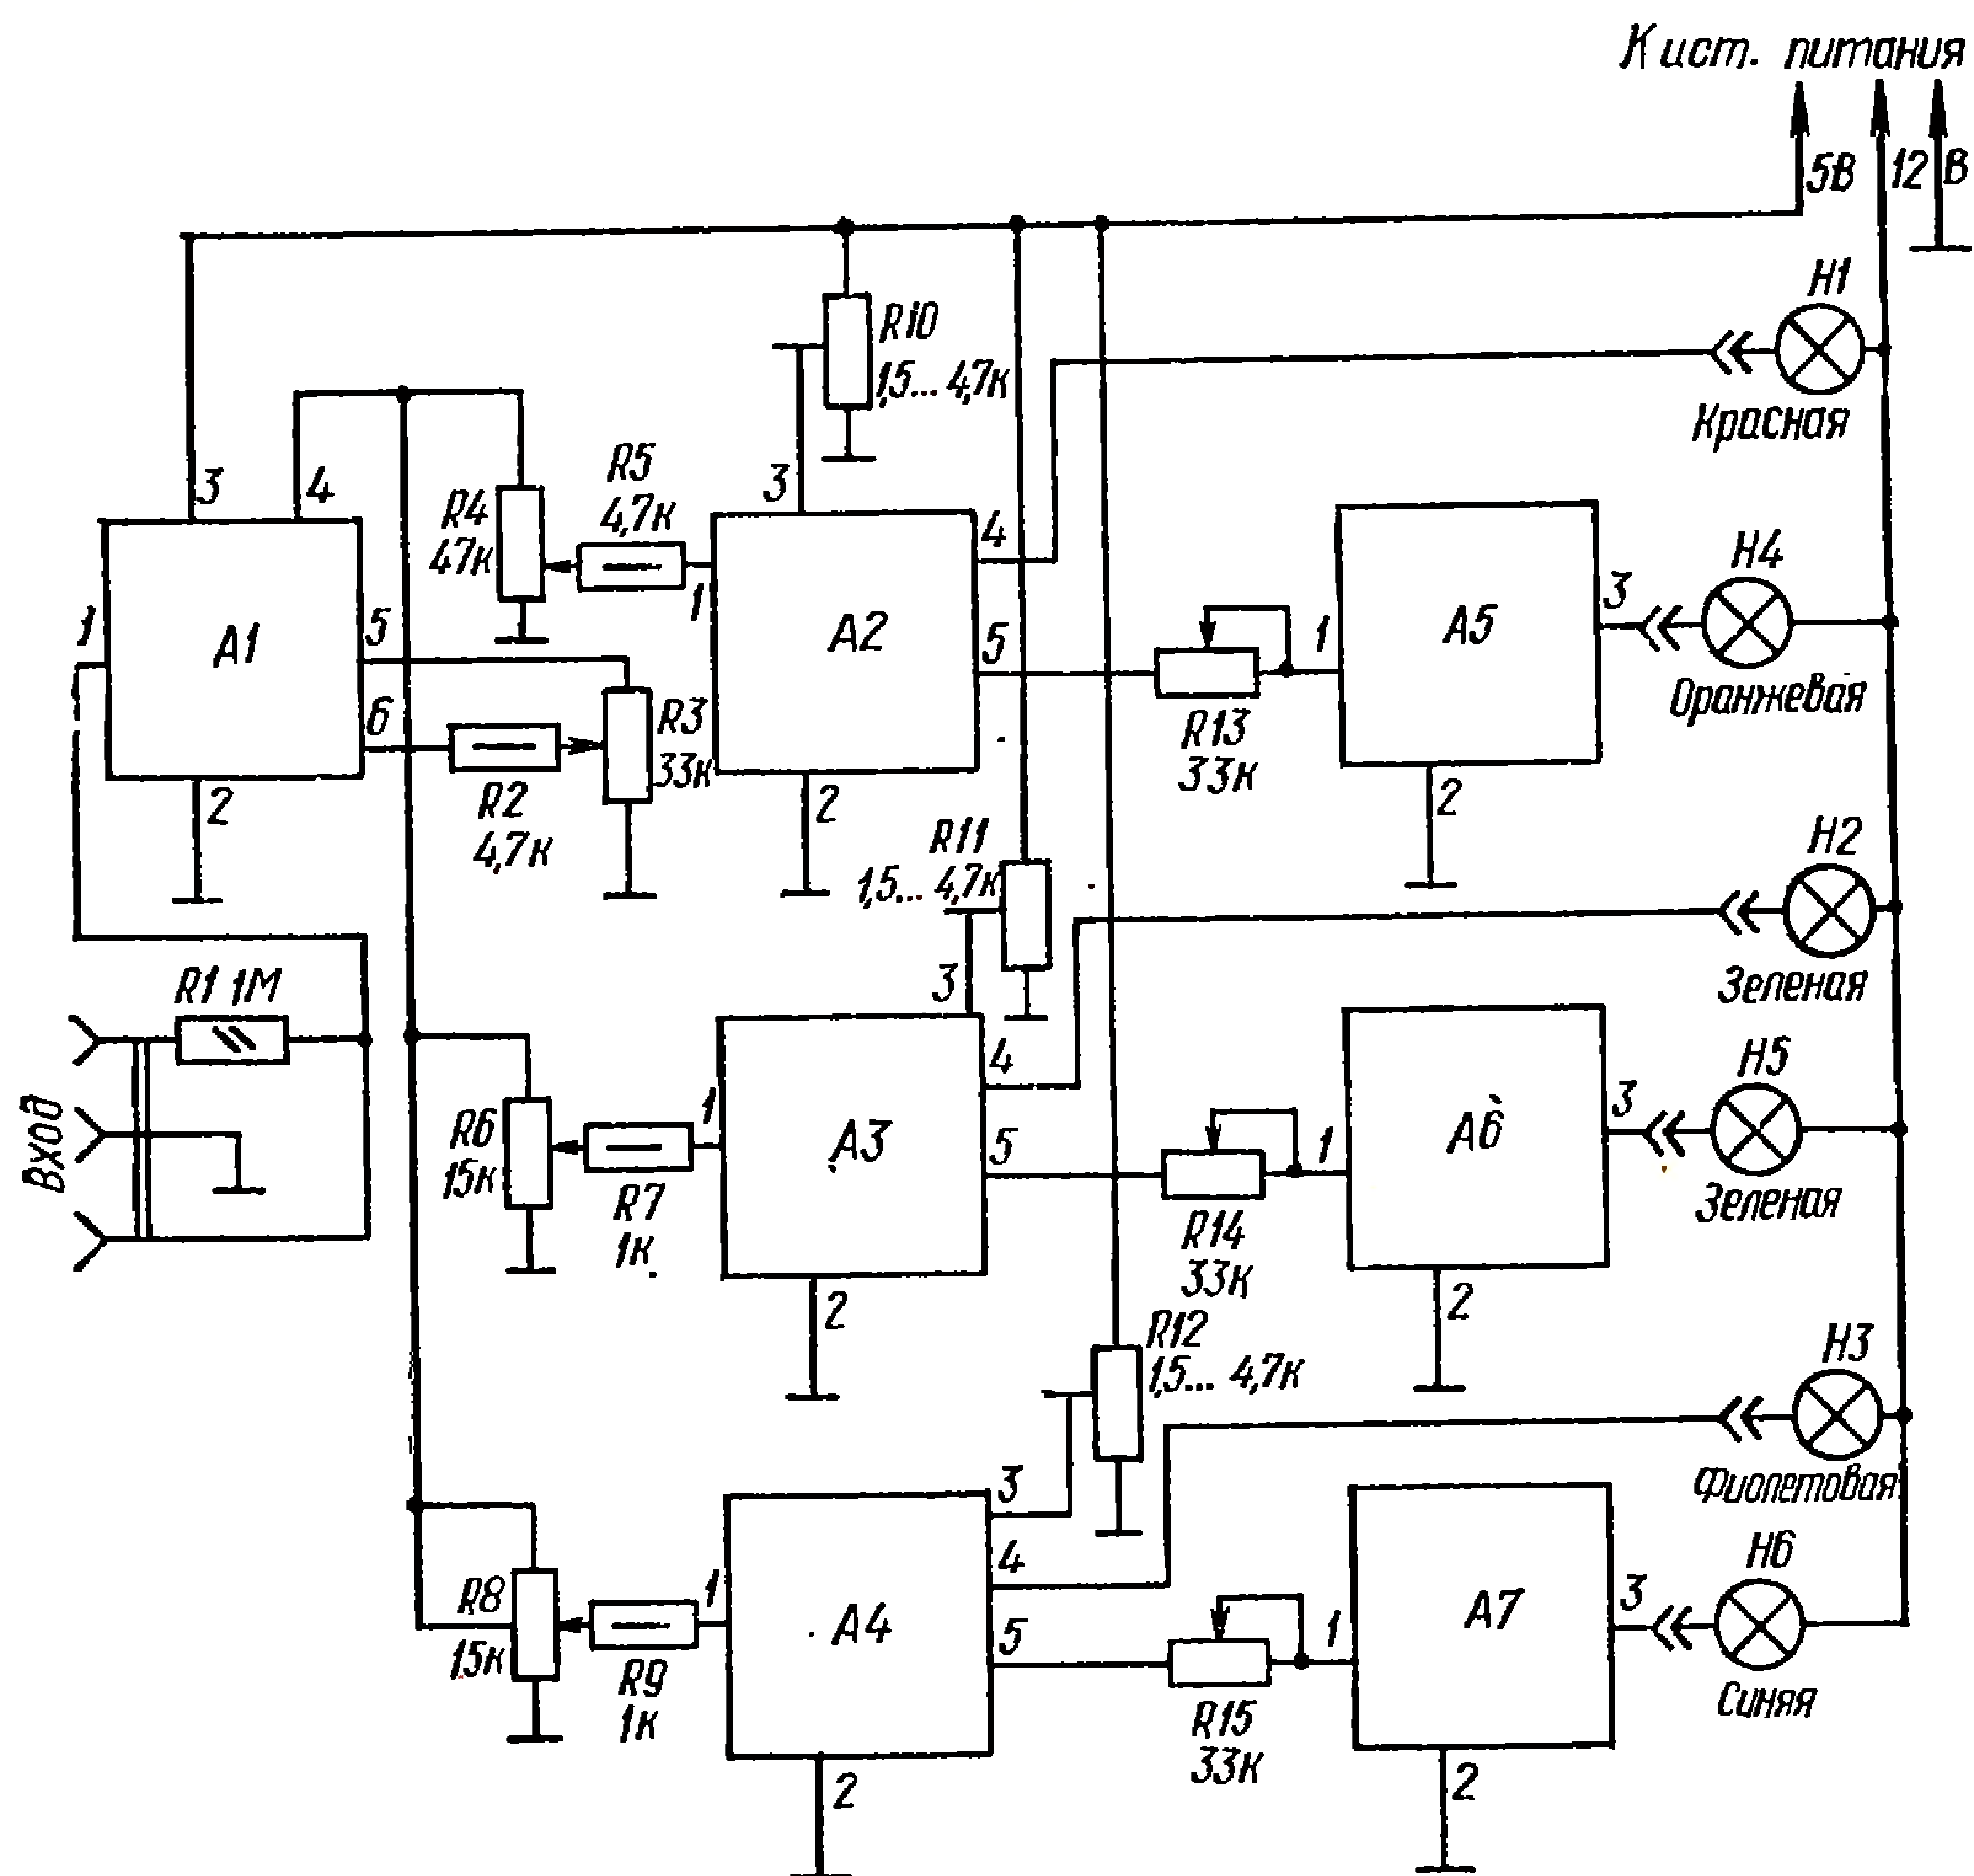 К ист. питания
5В
12 В
H1
Красная
R10
1,5... 4,7к
3
4
R5
4,7к
R4
47к
3
4
H4
Оранжевая
A1
1
5
6
2
1
A2
5
2
1
A5
3
2
R13
33к
R3
33к
R2
4,7к
R11
1,5... 4,7к
H2
Зеленая
R1 1М
Вход
3
4
R6
15к
R7
1к
1
A3
5
2
R14
33к
1
A6
3
2
H5
Зеленая
R12
1,5... 4,7к
H3
Фиолетовая
3
4
R8
15к
R9
1к
1
A4
5
2
R15
33к
1
A7
3
2
H6
Синяя